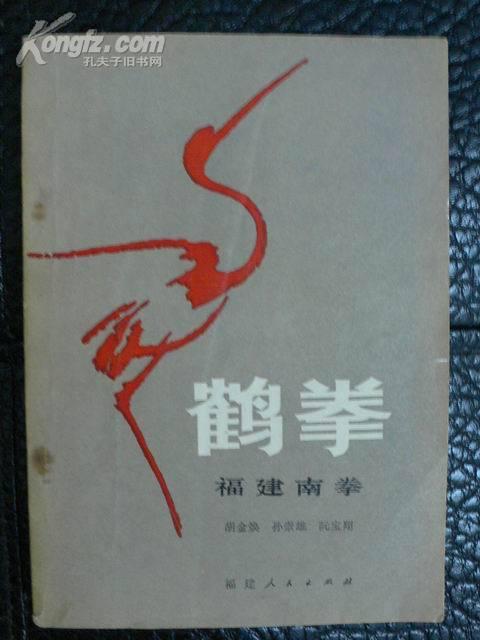 Kongfz.com
孔夫子旧书网
鹤拳
福建南拳
胡金焕 孙崇雄 阮宝翔
福建人民出版社